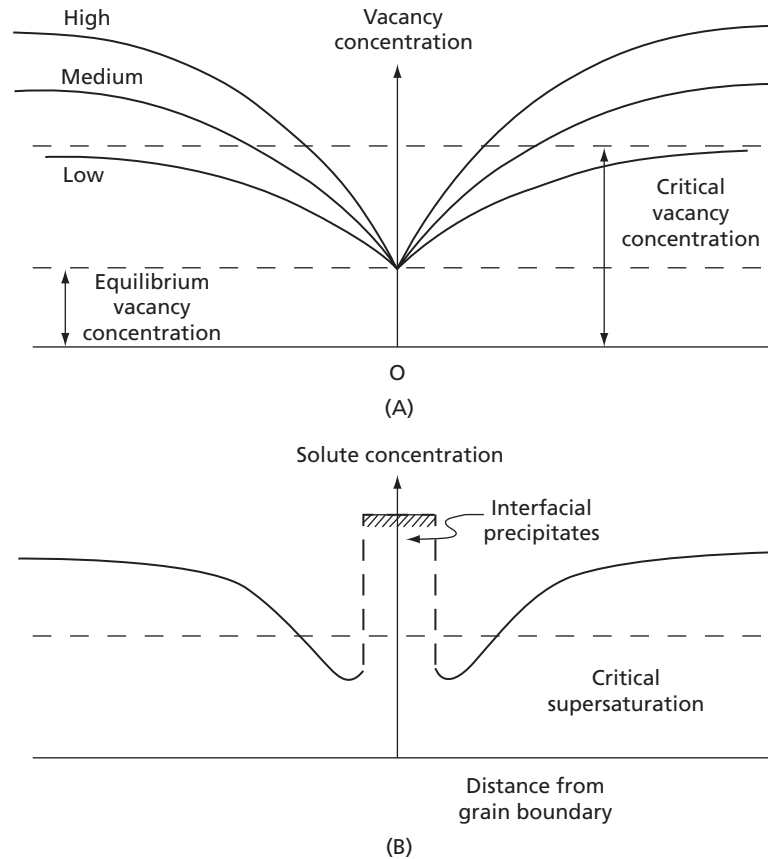 High
Vacancy
concentration
Medium
Low
Critical
vacancy
concentration
Equilibrium
vacancy
concentration
O
(A)
Solute concentration
Interfacial
precipitates
Critical
supersaturation
Distance from
grain boundary
(B)